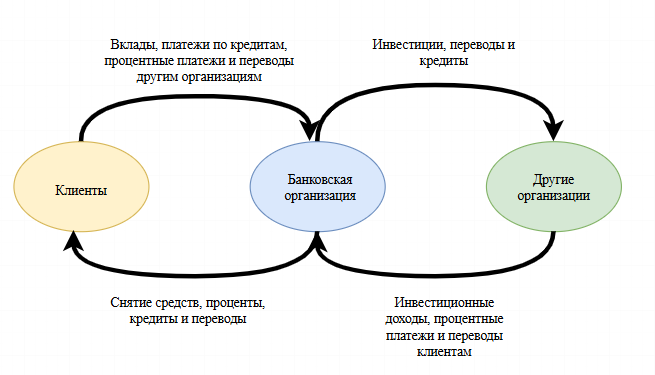 Вклады, платежи по кредитам,
процентные платежи и переводы
другим организациям
Инвестиции, переводы и
кредиты
Клиенты
Банковская
организация
Другие
организации
Снятие средств, проценты,
кредиты и переводы
Инвестиционные
доходы, процентные
платежи и переводы
клиентам